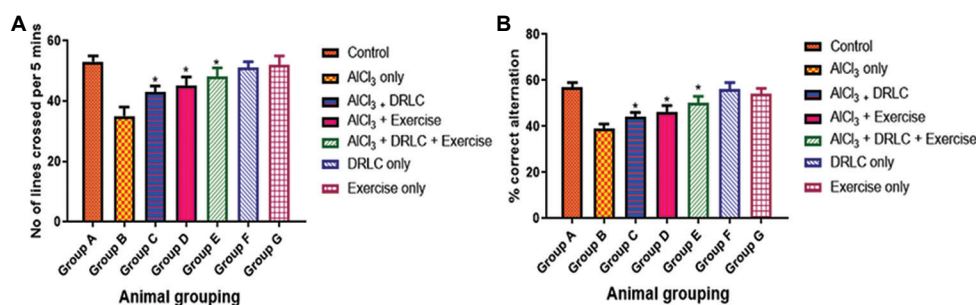 A
No of lines crossed per 5 mins
60
40
20
0
Group A
Group B
Group C
Group D
Group E
Group F
Group G
Animal grouping
* * *
Control
AlCl₃ only
AlCl₃ + DRLC
AlCl₃ + Exercise
AlCl₃ + DRLC + Exercise
DRLC only
Exercise only
B
% correct alternation
80
60
40
20
0
Group A
Group B
Group C
Group D
Group E
Group F
Group G
Animal grouping
* * *
Control
AlCl₃ only
AlCl₃ + DRLC
AlCl₃ + Exercise
AlCl₃ + DRLC + Exercise
DRLC only
Exercise only